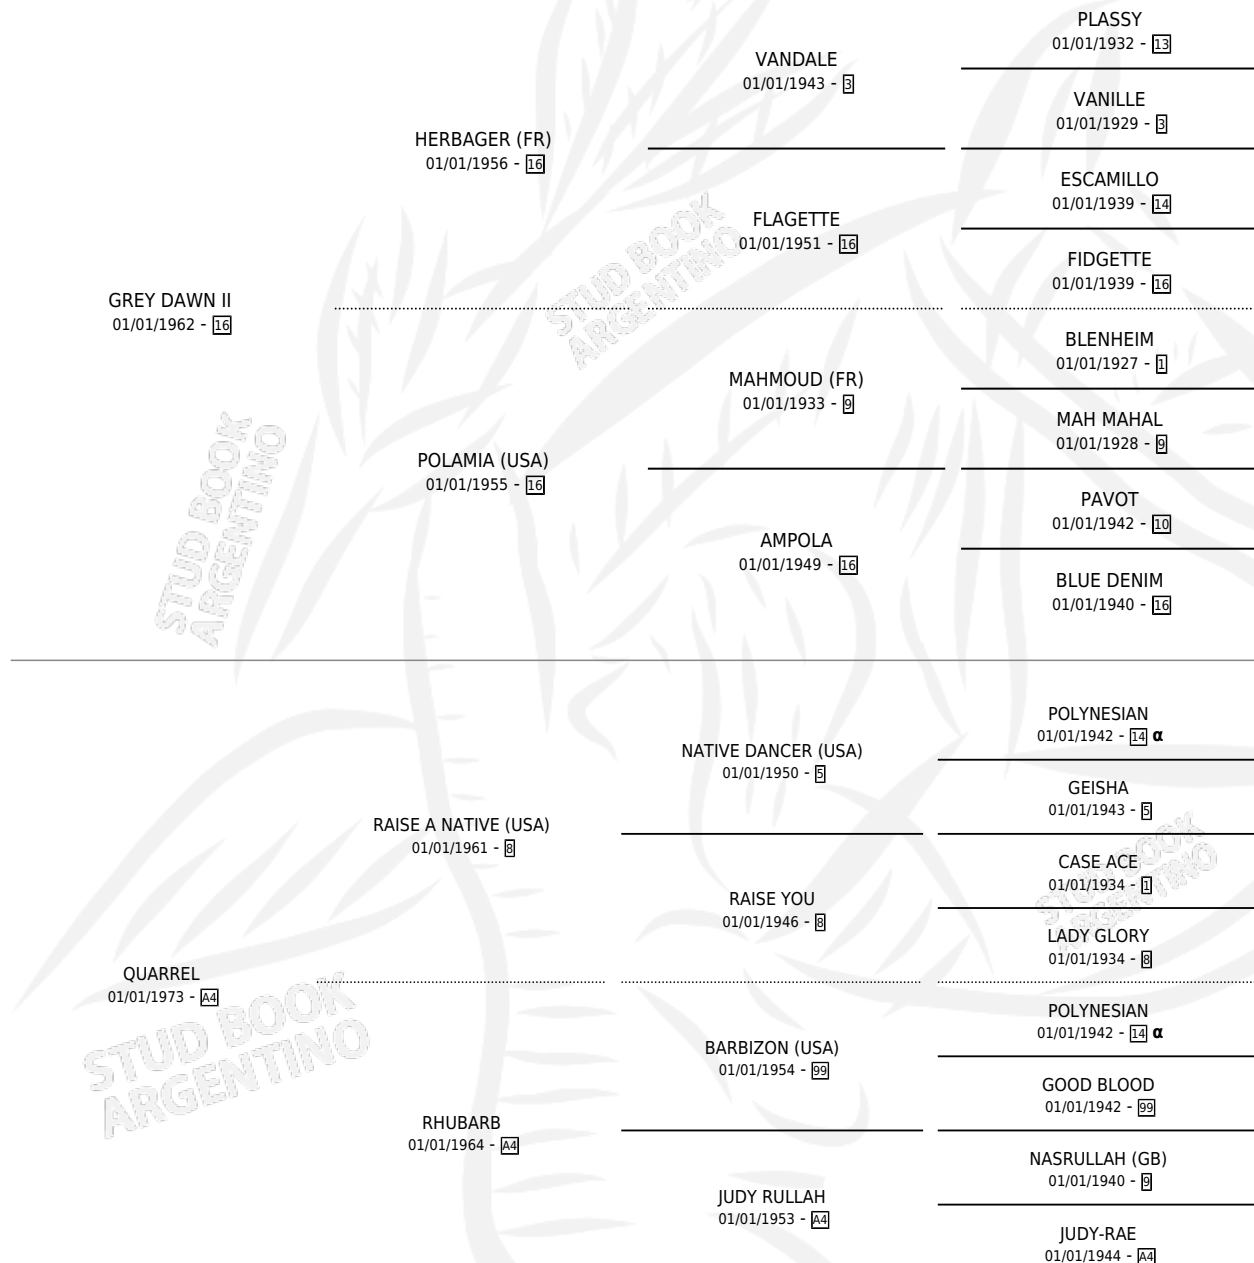 PLASSY
01/01/1932 - 13
VANDALE
01/01/1943 - 3
VANILLE
01/01/1929 - 3
HERBAGER (FR)
01/01/1956 - 16
ESCAMILLO
01/01/1939 - 14
FLAGETTE
01/01/1951 - 16
FIDGETTE
01/01/1939 - 16
STUD BOOK
ARGENTINO
GREY DAWN II
01/01/1962 - 16
BLENHEIM
01/01/1927 - 1
MAHMOUD (FR)
01/01/1933 - 9
MAH MAHAL
01/01/1928 - 9
POLAMIA (USA)
01/01/1955 - 16
PAVOT
01/01/1942 - 10
AMPOLA
01/01/1949 - 16
BLUE DENIM
01/01/1940 - 16
STUD BOOK
ARGENTINO
POLYNESIAN
01/01/1942 - 14 α
NATIVE DANCER (USA)
01/01/1950 - 5
GEISHA
01/01/1943 - 5
RAISE A NATIVE (USA)
01/01/1961 - 8
CASE ACE
01/01/1934 - 1
RAISE YOU
01/01/1946 - 8
LADY GLORY
01/01/1934 - 8
STUD BOOK
ARGENTINO
QUARREL
01/01/1973 - A4
STUD BOOK
ARGENTINO
POLYNESIAN
01/01/1942 - 14 α
BARBIZON (USA)
01/01/1954 - 99
GOOD BLOOD
01/01/1942 - 99
RHUBARB
01/01/1964 - A4
NASRULLAH (GB)
01/01/1940 - 9
JUDY RULLAH
01/01/1953 - A4
JUDY-RAE
01/01/1944 - A4